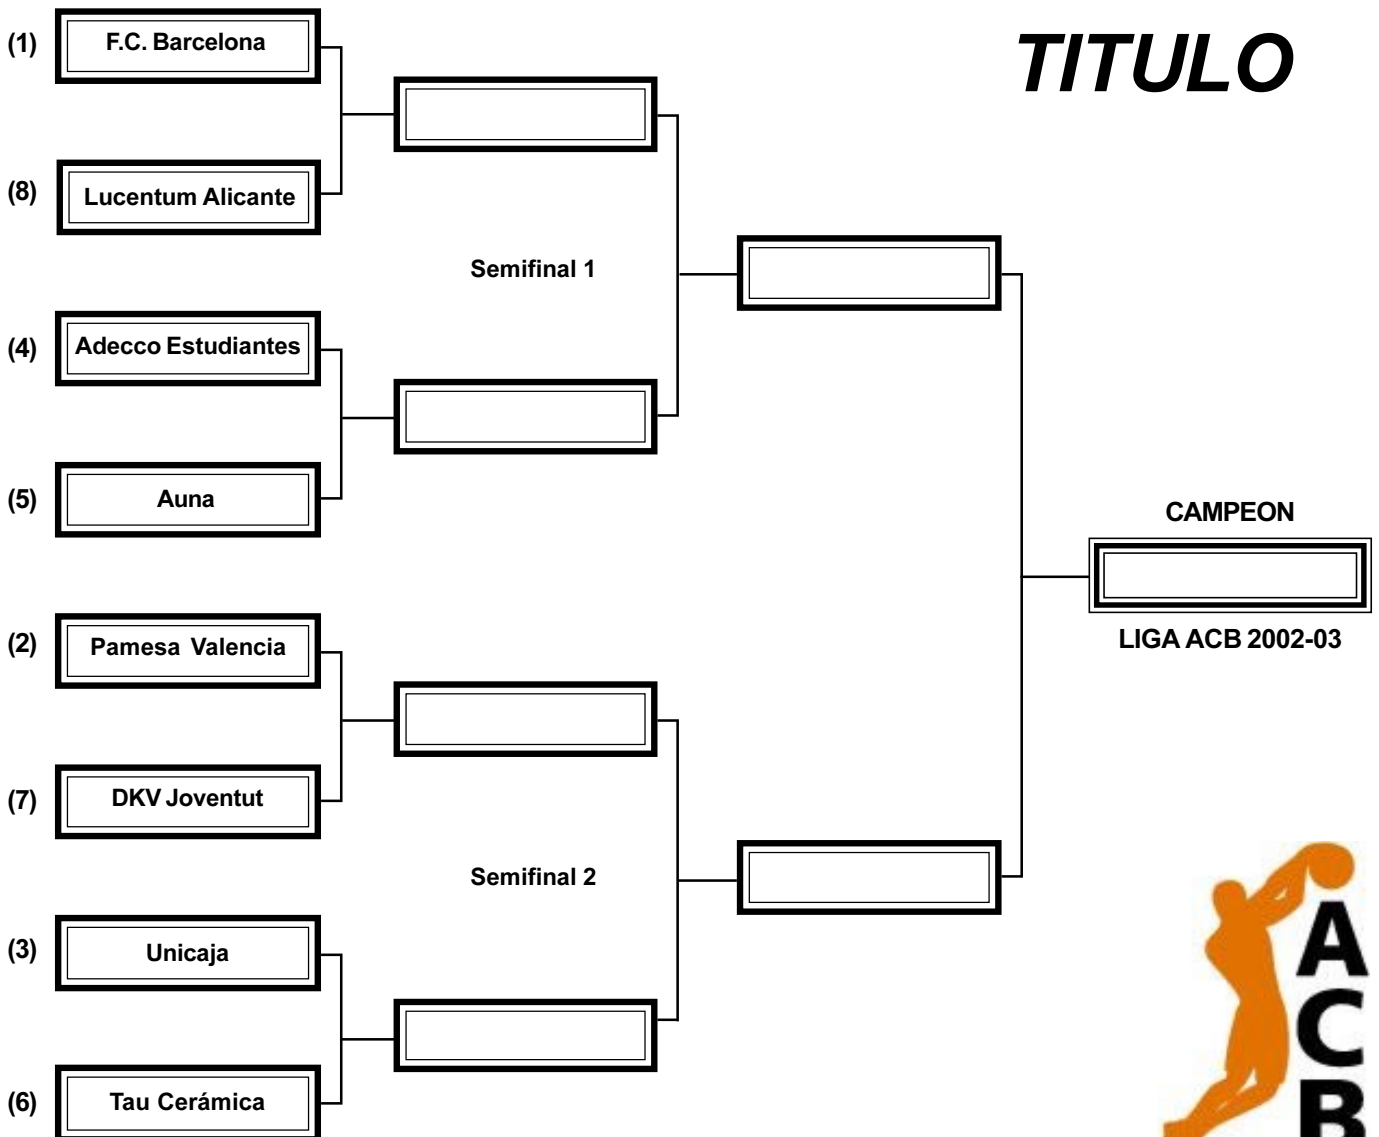 TITULO
(1) F.C. Barcelona
(8) Lucentum Alicante
Semifinal 1
(4) Adecco Estudiantes
(5) Auna
CAMPEON
LIGA ACB 2002-03
(2) Pamesa Valencia
(7) DKV Joventut
Semifinal 2
(3) Unicaja
(6) Tau Cerámica
A
C
B